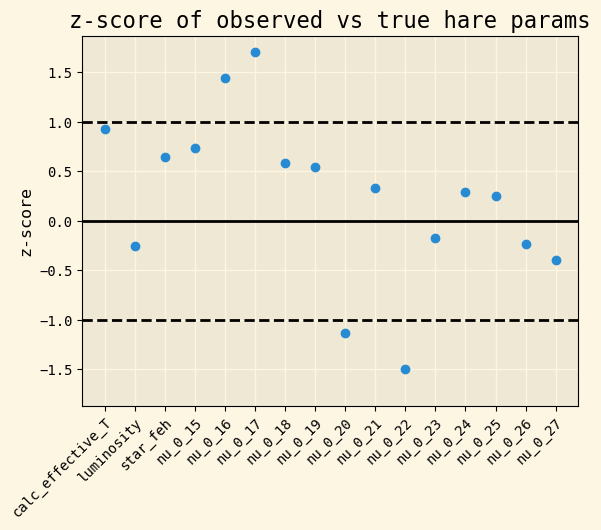 z-score of observed vs true hare params
z-score
1.5
1.0
0.5
0.0
−0.5
−1.0
−1.5
calc_effective_T
luminosity
star_feh
nu_0_15
nu_0_16
nu_0_17
nu_0_18
nu_0_19
nu_0_20
nu_0_21
nu_0_22
nu_0_23
nu_0_24
nu_0_25
nu_0_26
nu_0_27